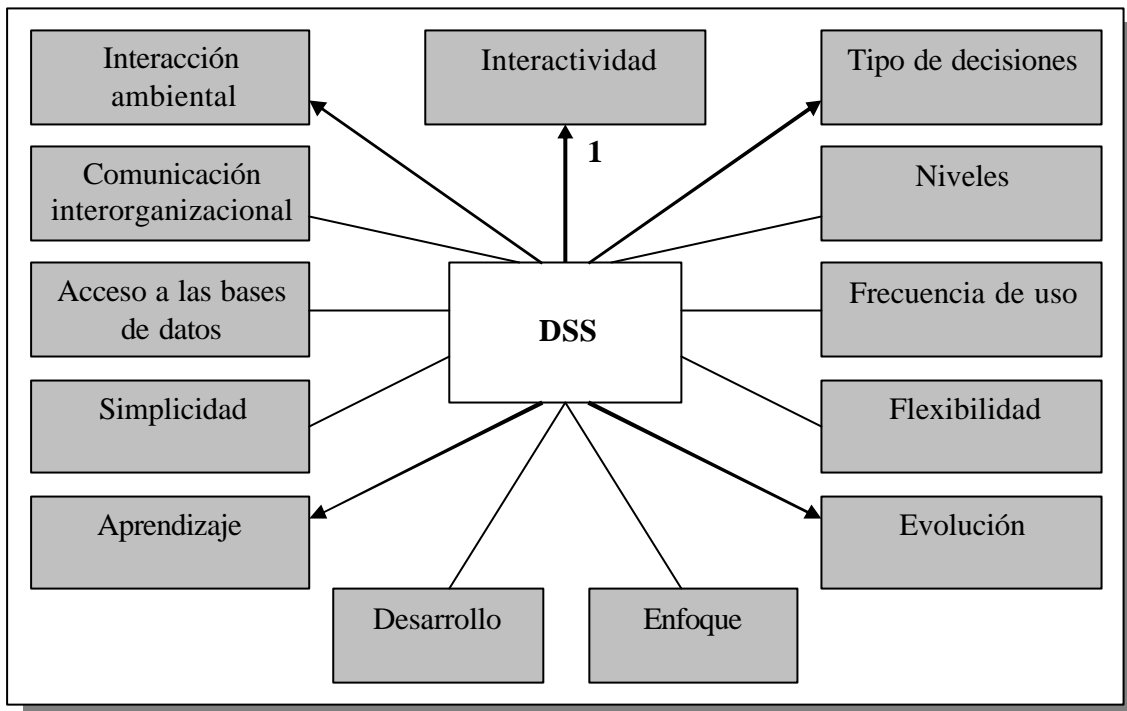 Interacción
ambiental
Interactividad
Tipo de decisiones
1
Comunicación
interorganizacional
Niveles
Acceso a las bases
de datos
DSS
Frecuencia de uso
Simplicidad
Flexibilidad
Aprendizaje
Evolución
Desarrollo
Enfoque